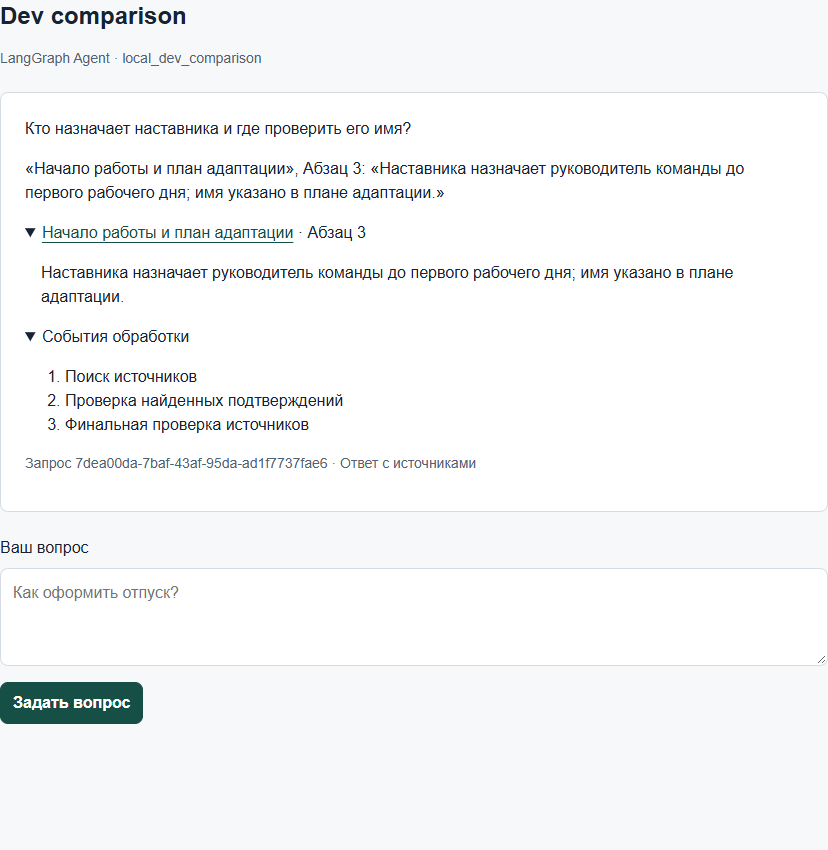 Dev comparison
LangGraph Agent · local_dev_comparison
Кто назначает наставника и где проверить его имя?
«Начало работы и план адаптации», Абзац 3: «Наставника назначает руководитель команды до
первого рабочего дня; имя указано в плане адаптации.»
▼ Начало работы и план адаптации · Абзац 3
Наставника назначает руководитель команды до первого рабочего дня; имя указано в плане
адаптации.
▼ События обработки
1. Поиск источников
2. Проверка найденных подтверждений
3. Финальная проверка источников
Запрос 7dea00da-7baf-43af-95da-ad1f7737fae6 · Ответ с источниками
Ваш вопрос
Как оформить отпуск?
Задать вопрос